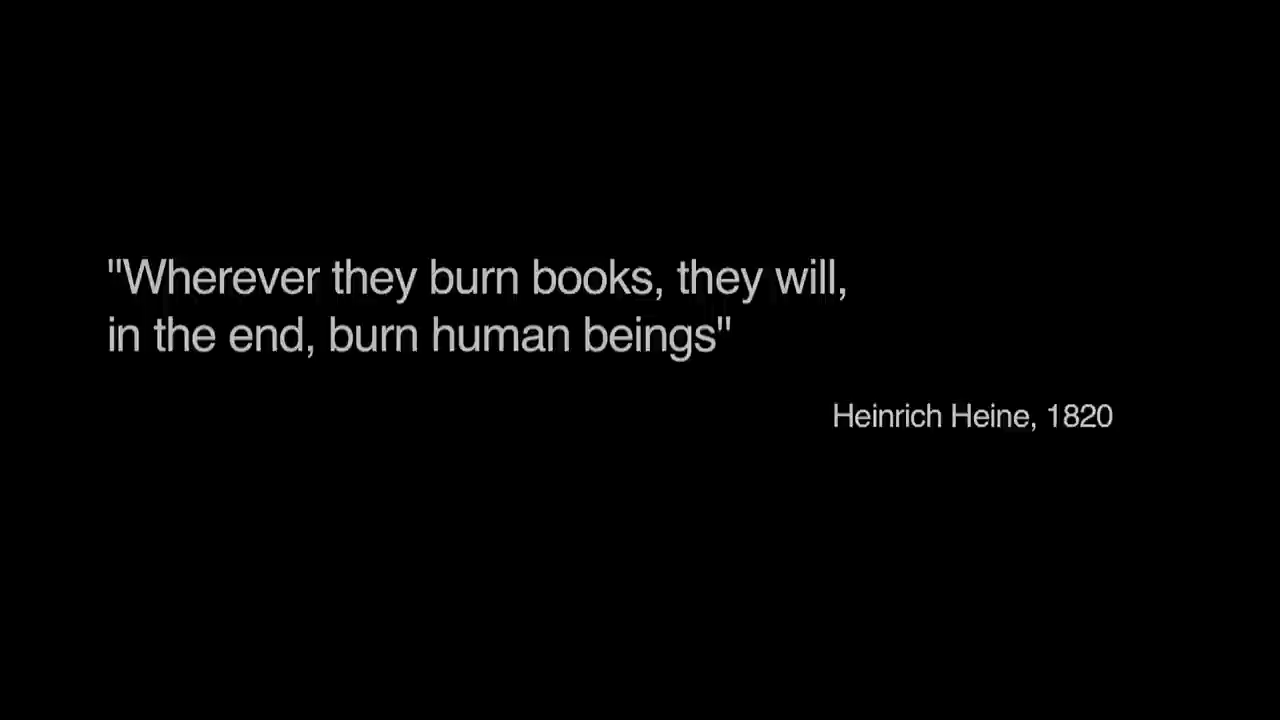 "Wherever they burn books, they will,
in the end, burn human beings"
Heinrich Heine, 1820